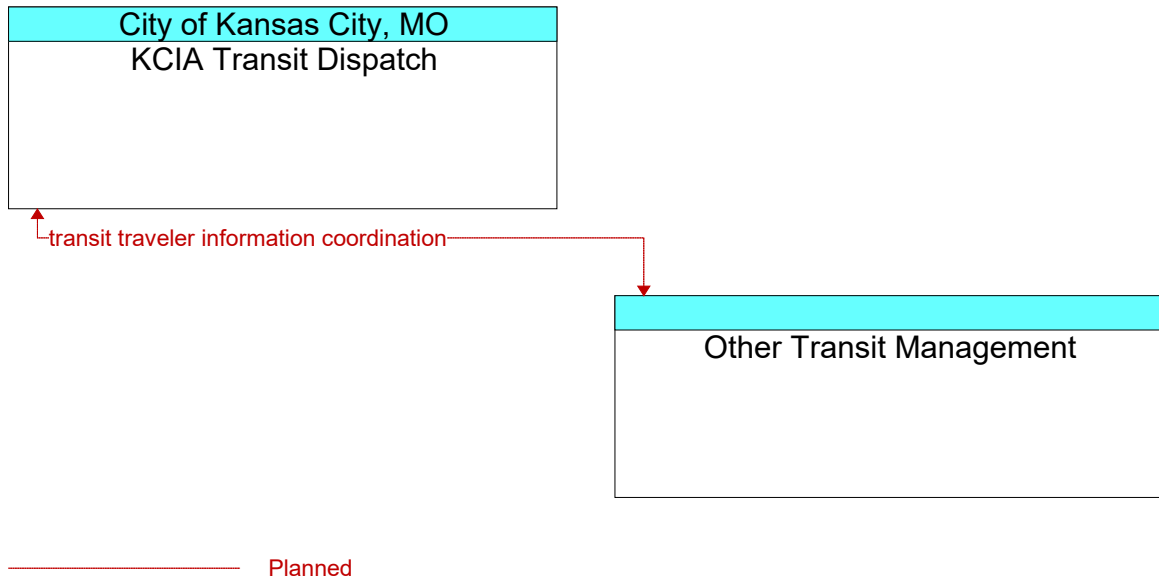 City of Kansas City, MO
KCIA Transit Dispatch
transit traveler information coordination
Other Transit Management
Planned